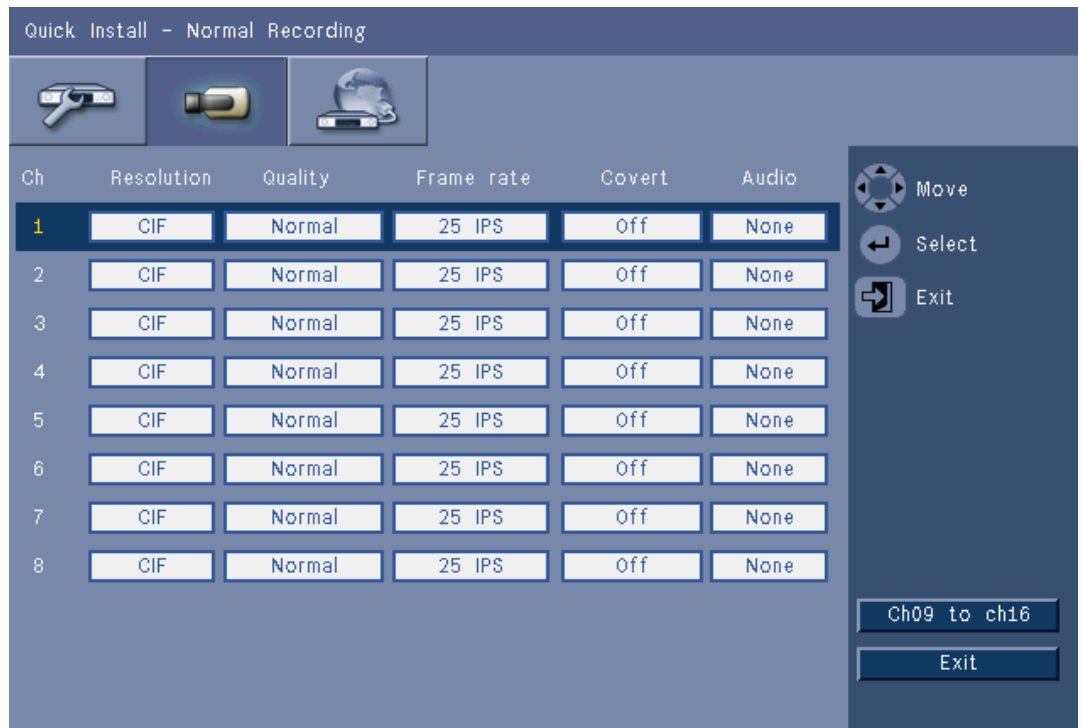 Quick Install - Normal Recording
Ch Resolution Quality Frame rate Covert Audio
1 CIF Normal 25 IPS Off None
2 CIF Normal 25 IPS Off None
3 CIF Normal 25 IPS Off None
4 CIF Normal 25 IPS Off None
5 CIF Normal 25 IPS Off None
6 CIF Normal 25 IPS Off None
7 CIF Normal 25 IPS Off None
8 CIF Normal 25 IPS Off None
Move
Select
Exit
Ch09 to ch16
Exit